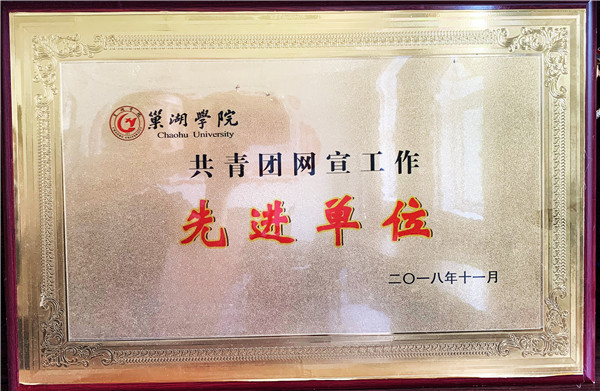 巢湖學院
Chaohu University
共青团网宣工作
先进单位
二〇一八年十一月